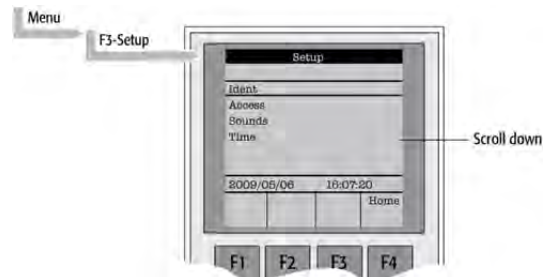 Menu
F3-Setup
Setup
Ident
Access
Sounds
Time
Scroll down
2009/05/06 16:07:20
Home
F1 F2 F3 F4